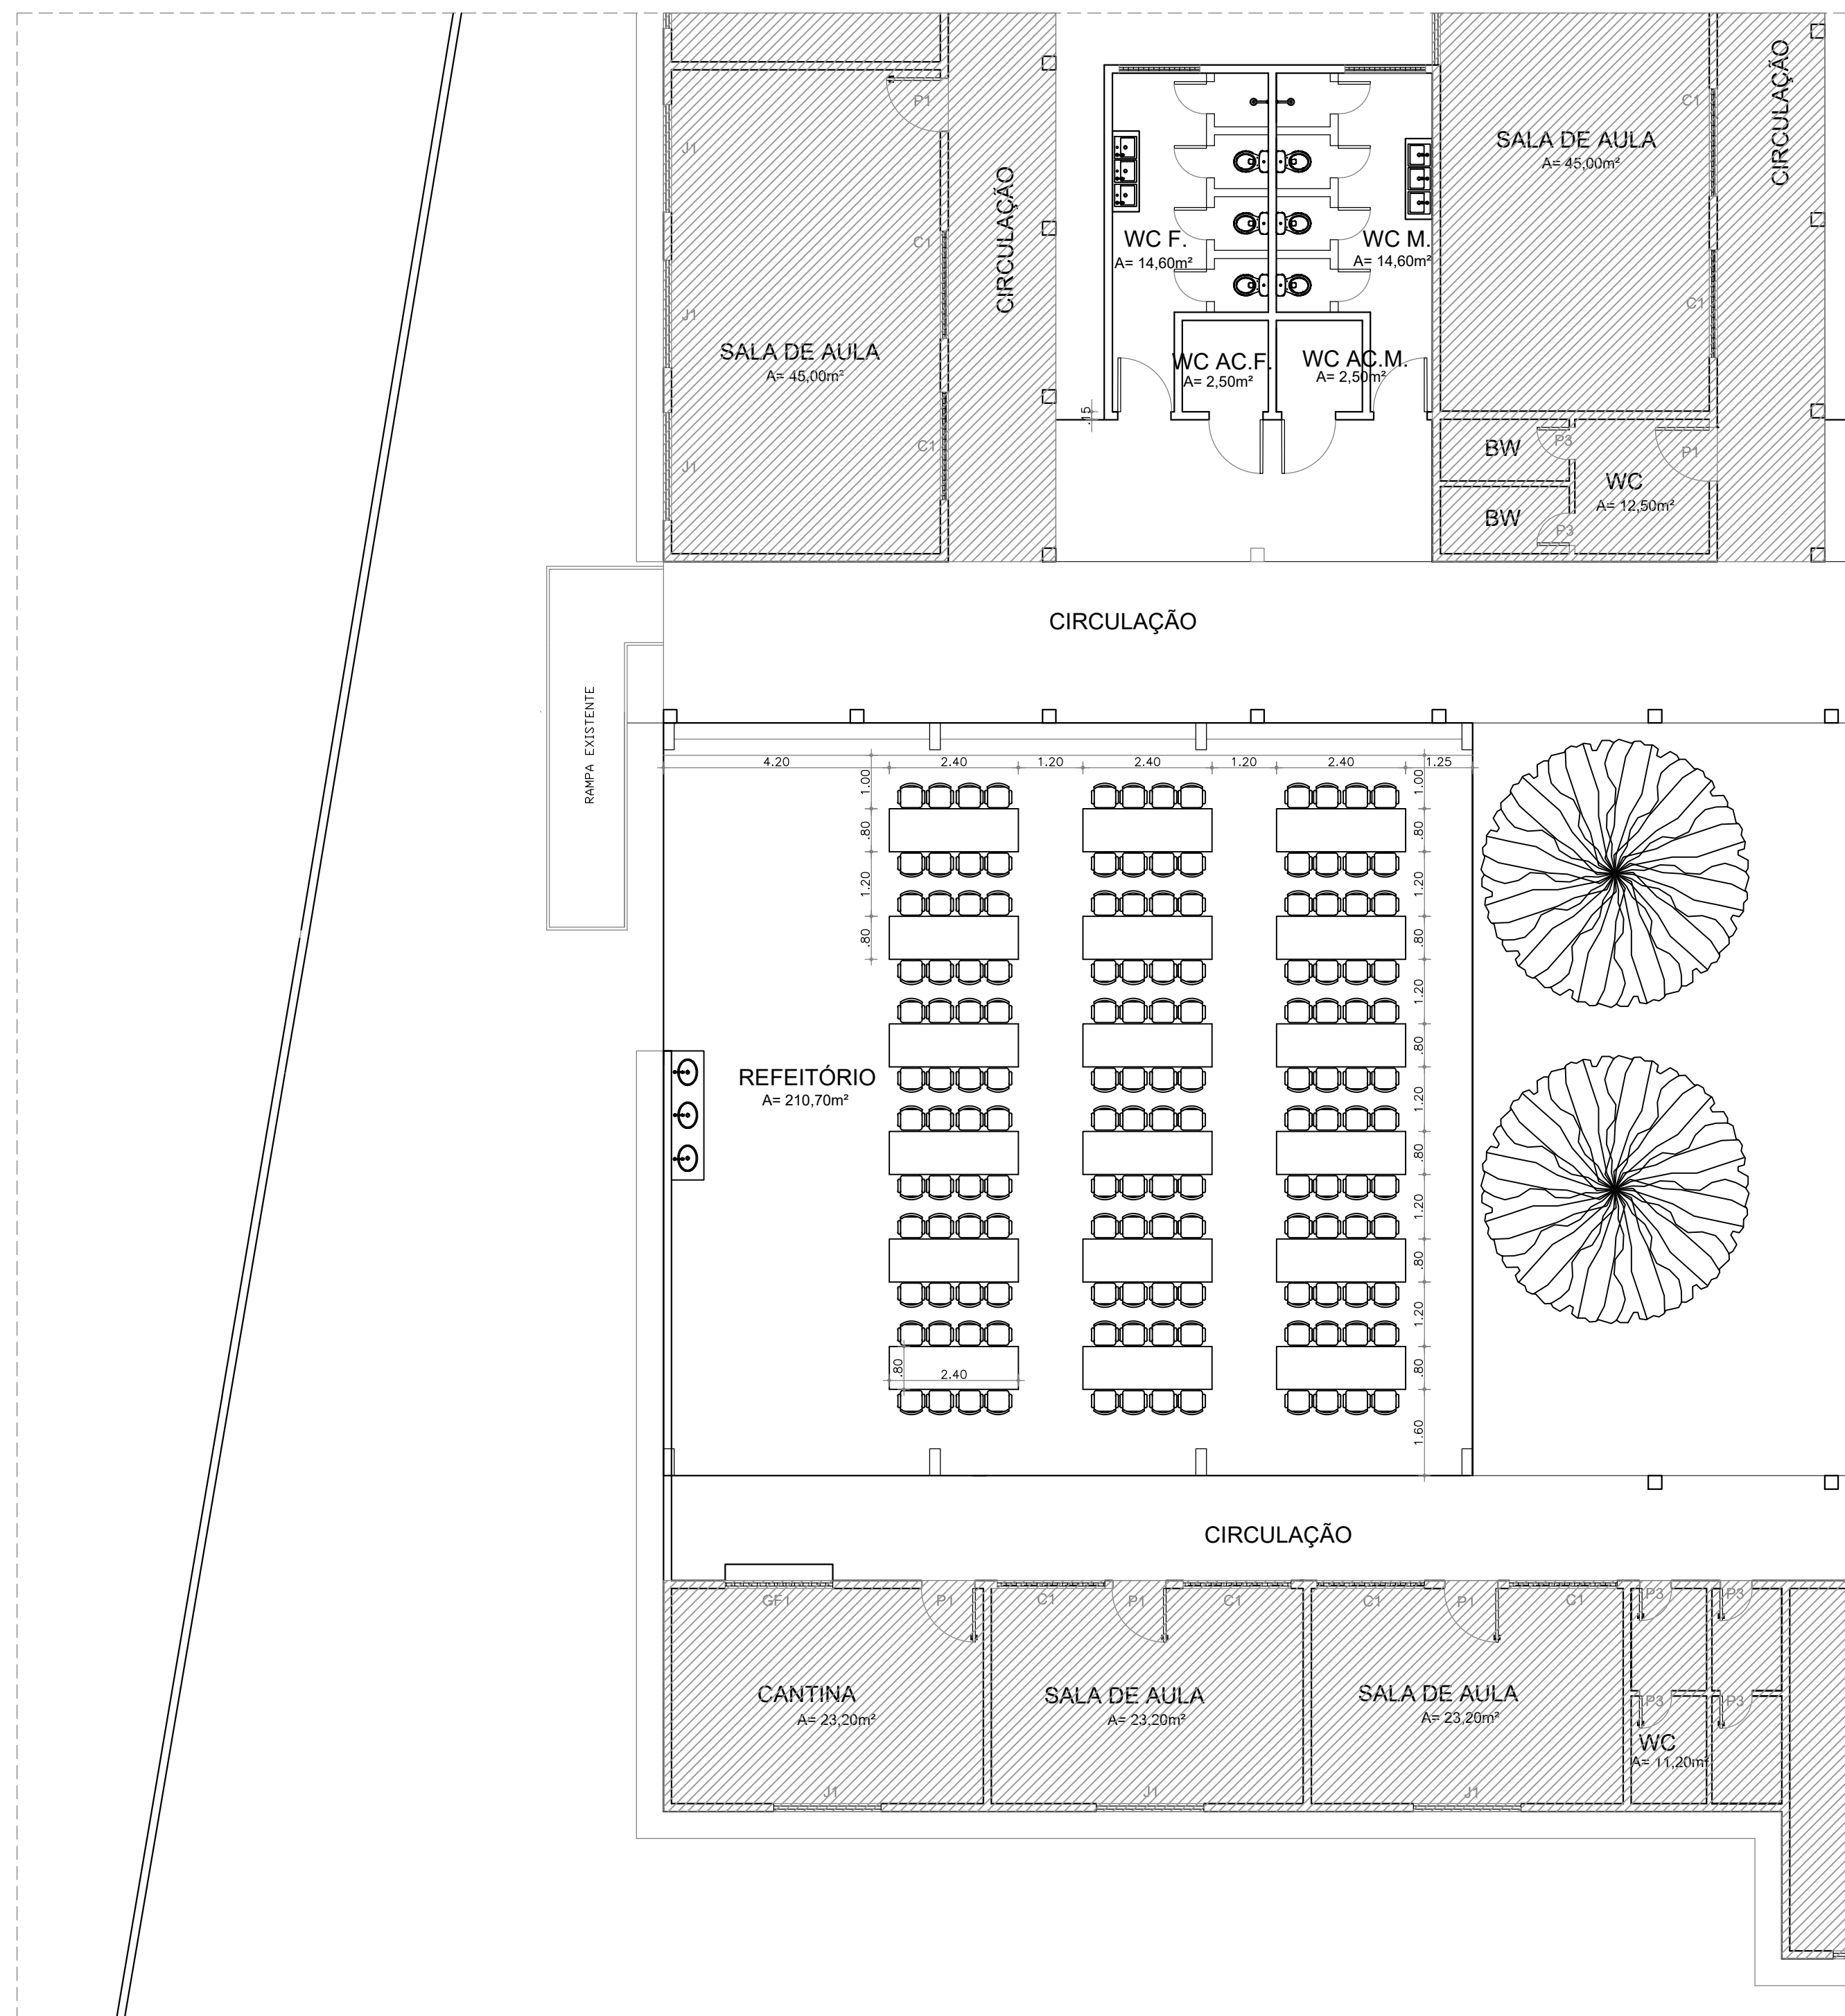 P1
J1
C1
J1
SALA DE AULA
A= 45,00m²
C1
J1
CIRCULAÇÃO
WC F.
A= 14,60m²
WC M.
A= 14,60m²
WC AC.F.
A= 2,50m²
WC AC.M.
A= 2,50m²
.15
C1
SALA DE AULA
A= 45,00m²
C1
CIRCULAÇÃO
BW
P3
P1
WC
A= 12,50m²
BW
P3
CIRCULAÇÃO
RAMPA EXISTENTE
4.20
2.40
1.20
2.40
1.20
2.40
1.25
1.00
.80
1.20
.80
1.00
.80
1.20
.80
1.20
.80
1.20
.80
1.20
.80
1.20
.80
1.60
REFEITÓRIO
A= 210,70m²
.80
2.40
CIRCULAÇÃO
GF1
P1
C1
P1
C1
C1
P1
C1
P3
P3
CANTINA
A= 23,20m²
SALA DE AULA
A= 23,20m²
SALA DE AULA
A= 23,20m²
P3
P3
WC
A= 11,20m²
J1
J1
J1